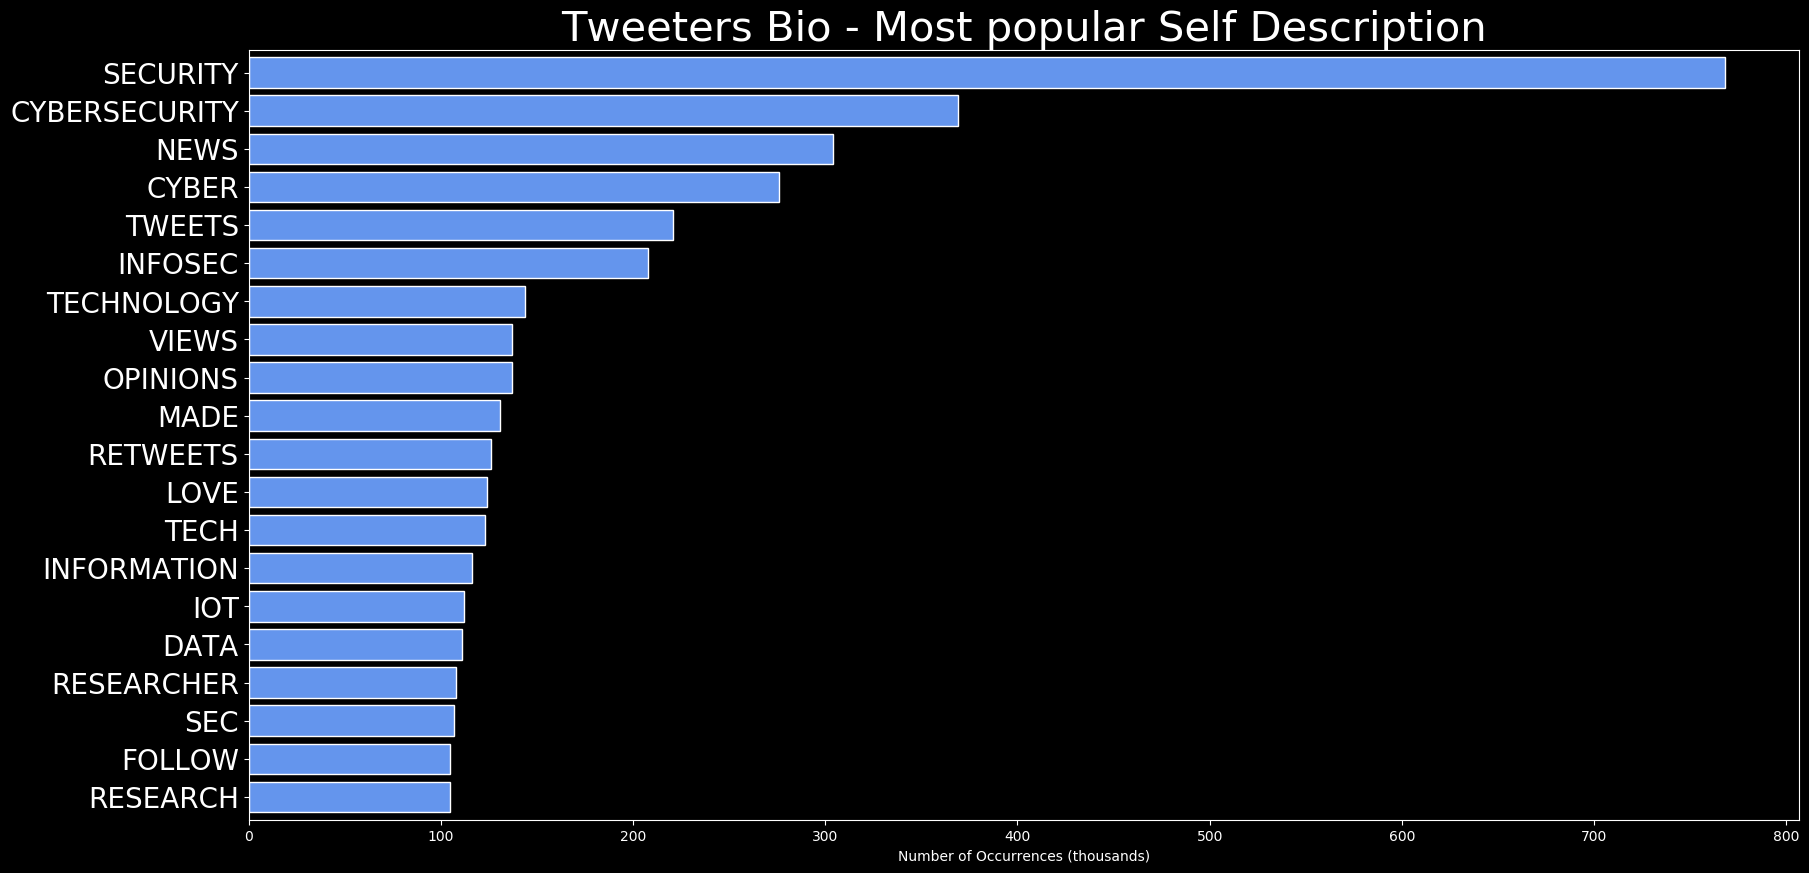 Tweeters Bio - Most popular Self Description
SECURITY
CYBERSECURITY
NEWS
CYBER
TWEETS
INFOSEC
TECHNOLOGY
VIEWS
OPINIONS
MADE
RETWEETS
LOVE
TECH
INFORMATION
IOT
DATA
RESEARCHER
SEC
FOLLOW
RESEARCH
0 100 200 300 400 500 600 700 800
Number of Occurrences (thousands)